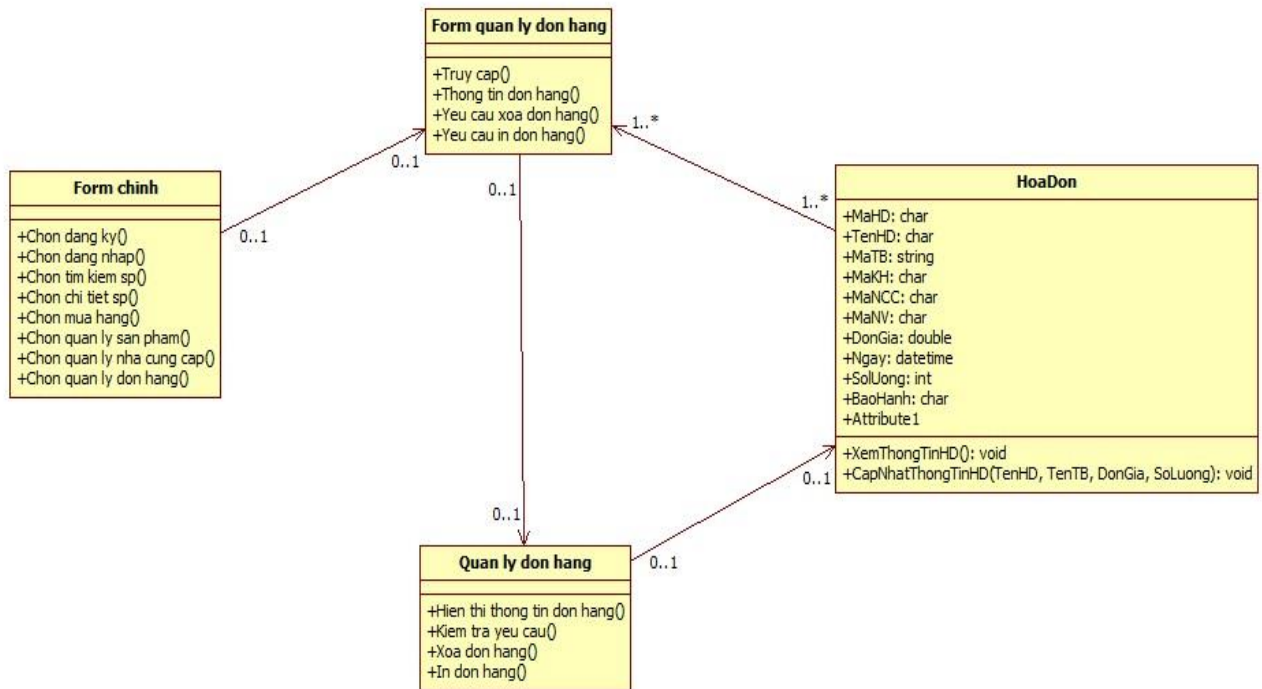 Form quan ly don hang
+Truy cap()
+Thong tin don hang()
+Yeu cau xoa don hang()
+Yeu cau in don hang()
0..1
0..1
1..*
Form chinh
+Chon dang ky()
+Chon dang nhap()
+Chon tim kiem sp()
+Chon chi tiet sp()
+Chon mua hang()
+Chon quan ly san pham()
+Chon quan ly nha cung cap()
+Chon quan ly don hang()
0..1
1..*
HoaDon
+MaHD: char
+TenHD: char
+MaTB: string
+MaKH: char
+MaNCC: char
+MaNV: char
+DonGia: double
+Ngay: datetime
+SolUong: int
+BaoHanh: char
+Attribute1
+XemThongTinHD(): void
+CapNhatThongTinHD(TenHD, TenTB, DonGia, SoLuong): void
0..1
0..1
0..1
Quan ly don hang
+Hien thi thong tin don hang()
+Kiem tra yeu cau()
+Xoa don hang()
+In don hang()